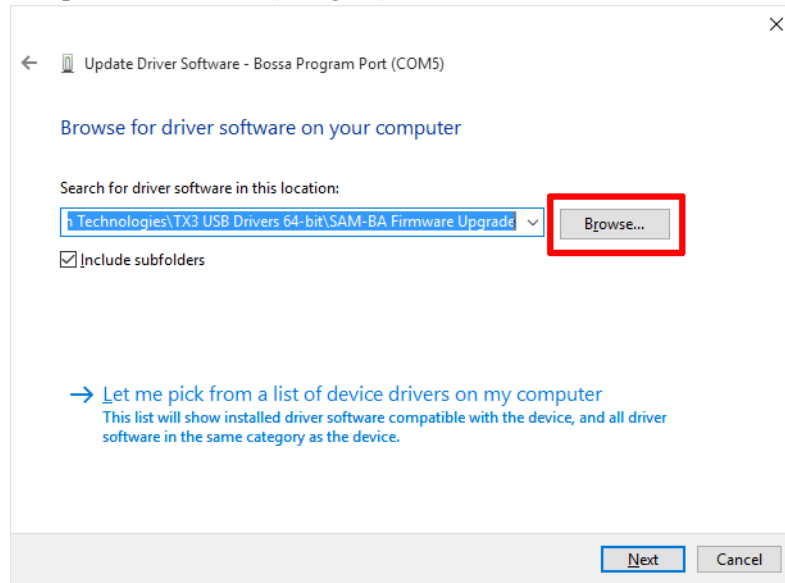 Update Driver Software - Bossa Program Port (COM5)
Browse for driver software on your computer
Search for driver software in this location:
Technologies\TX3 USB Drivers 64-bit\SAM-BA Firmware Upgrade
Browse...
Include subfolders
Let me pick from a list of device drivers on my computer
This list will show installed driver software compatible with the device, and all driver
software in the same category as the device.
Next
Cancel